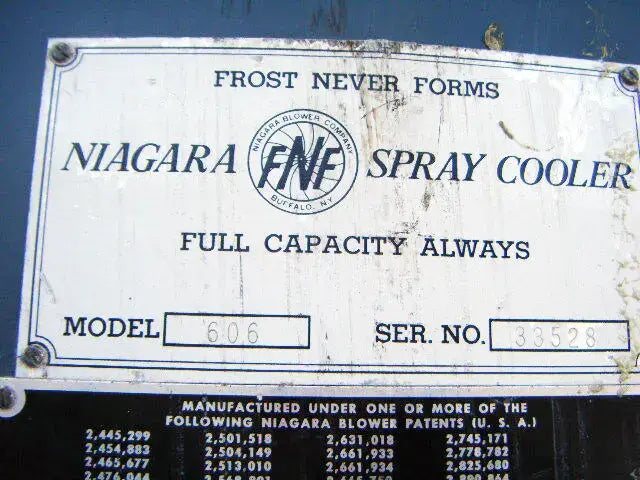 FROST NEVER FORMS
NIAGARA BLOWER COMPANY
NIAGARA FNF SPRAY COOLER
BUFFALO, N.Y.
FULL CAPACITY ALWAYS
MODEL 606 SER. NO. 33528
MANUFACTURED UNDER ONE OR MORE OF THE
FOLLOWING NIAGARA BLOWER PATENTS (U. S. A.)
2,445,299 2,501,518 2,631,018 2,745,171
2,454,883 2,504,149 2,661,933 2,778,782
2,465,677 2,513,010 2,661,934 2,825,680
2,476,044